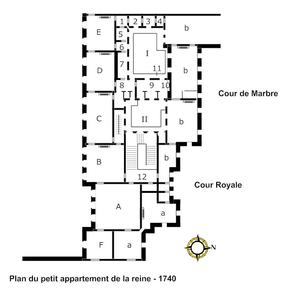 1 2 3 4
E 5 b
6 I
D 7 b
11
8 9 10
Cour de Marbre
C II b
B b
12
Cour Royale
A
a
F a
N
Plan du petit appartement de la reine - 1740